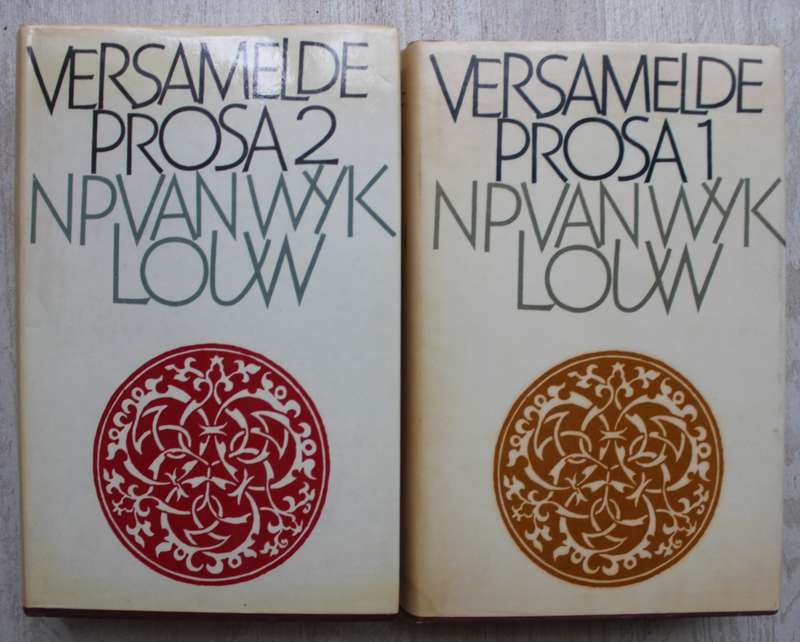 VERSAMELDE
PROSA 2
N P VAN WYK
LOUW
VERSAMELDE
PROSA 1
N P VAN WYK
LOUW